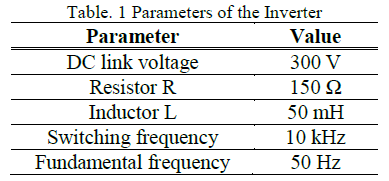 Table. 1 Parameters of the Inverter
Parameter Value
DC link voltage 300 V
Resistor R 150 Ω
Inductor L 50 mH
Switching frequency 10 kHz
Fundamental frequency 50 Hz